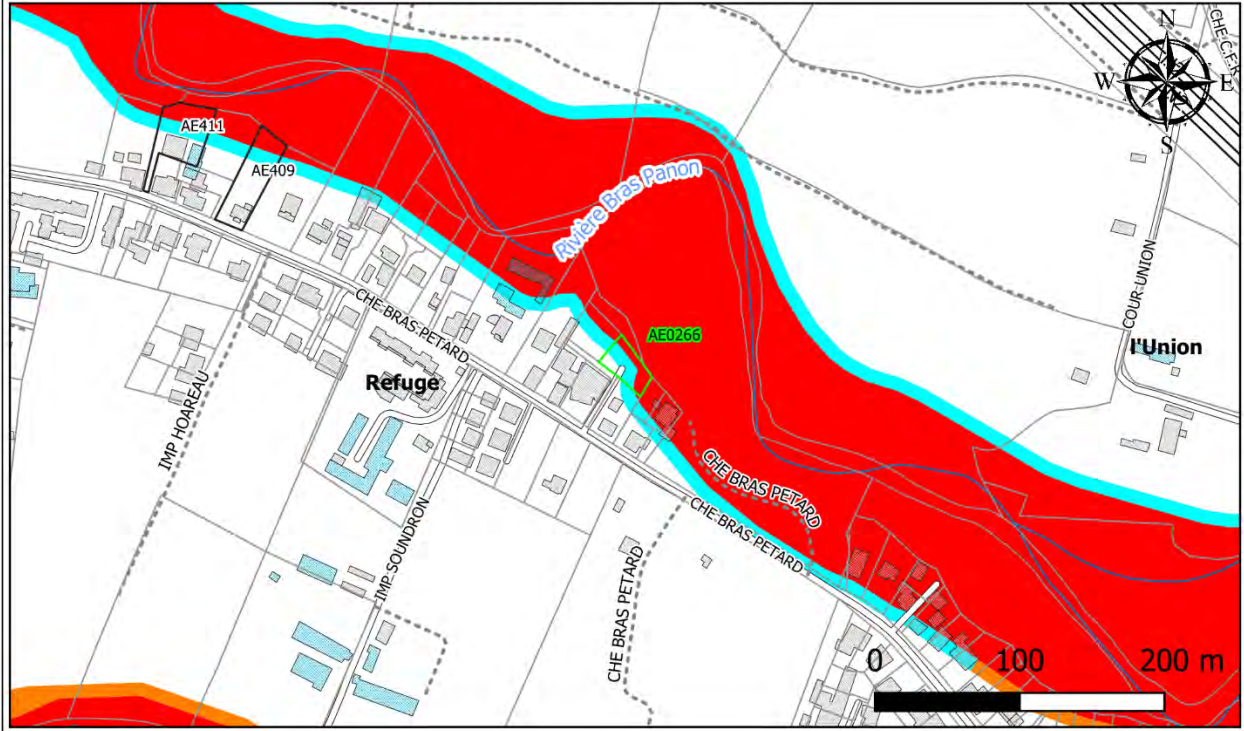 N
W
E
S
CHE C.E.R
AE411
AE409
Rivière Bras Panon
COUR UNION
l'Union
CHE-BRAS-PETARD
AE0266
Refuge
IMP HOAREAU
IMP-SOUNDRON
CHE BRAS PETARD
CHE-BRAS-PETARD
CHE BRAS PETARD
0 100 200 m